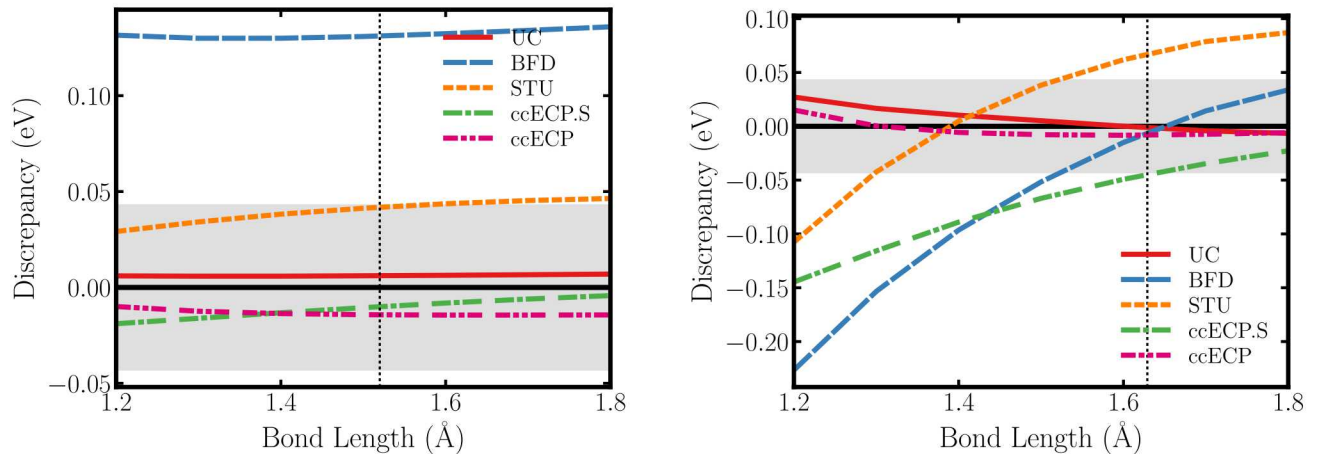 Discrepancy (eV)
0.10
0.05
0.00
−0.05
UC
BFD
STU
ccECP.S
ccECP
1.2
1.4
1.6
1.8
Bond Length (Å)
Discrepancy (eV)
0.10
0.05
0.00
−0.05
−0.10
−0.15
−0.20
UC
BFD
STU
ccECP.S
ccECP
1.2
1.4
1.6
1.8
Bond Length (Å)